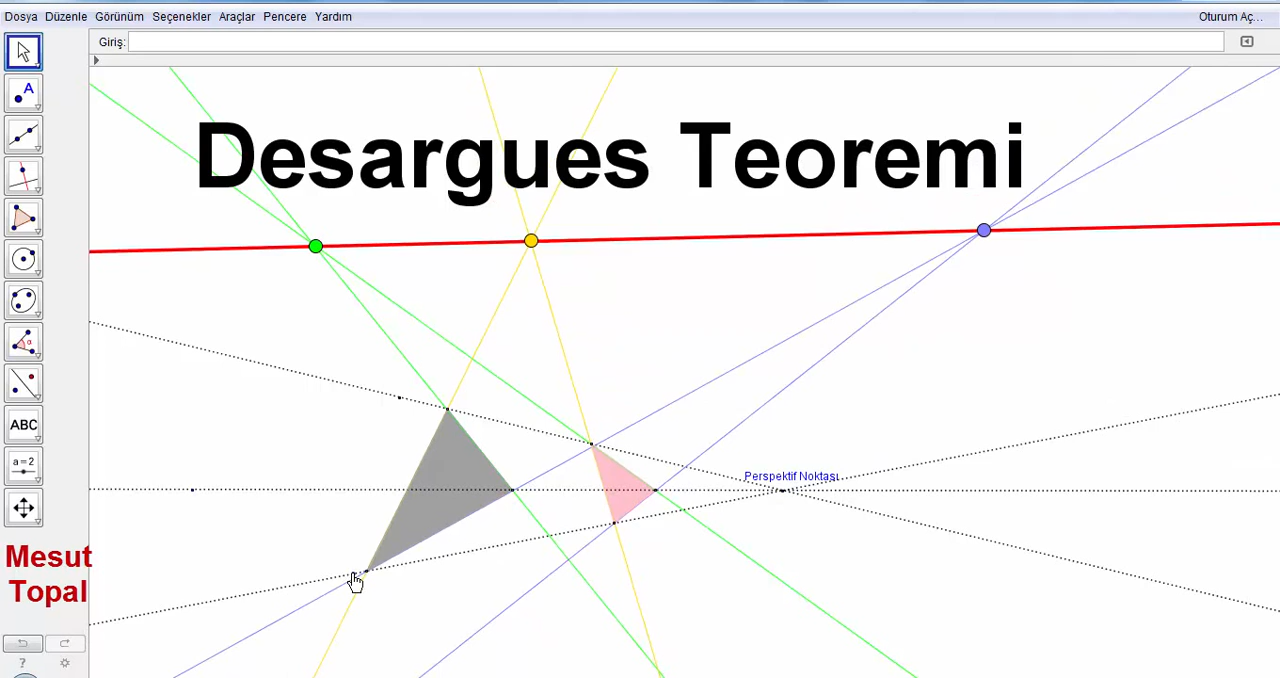 Dosya Düzenle Görünüm Seçenekler Araçlar Pencere Yardım Oturum Aç...
Giriş:
A
Desargues Teoremi
α
ABC
a=2
Perspektif Noktası
Mesut
Topal
?